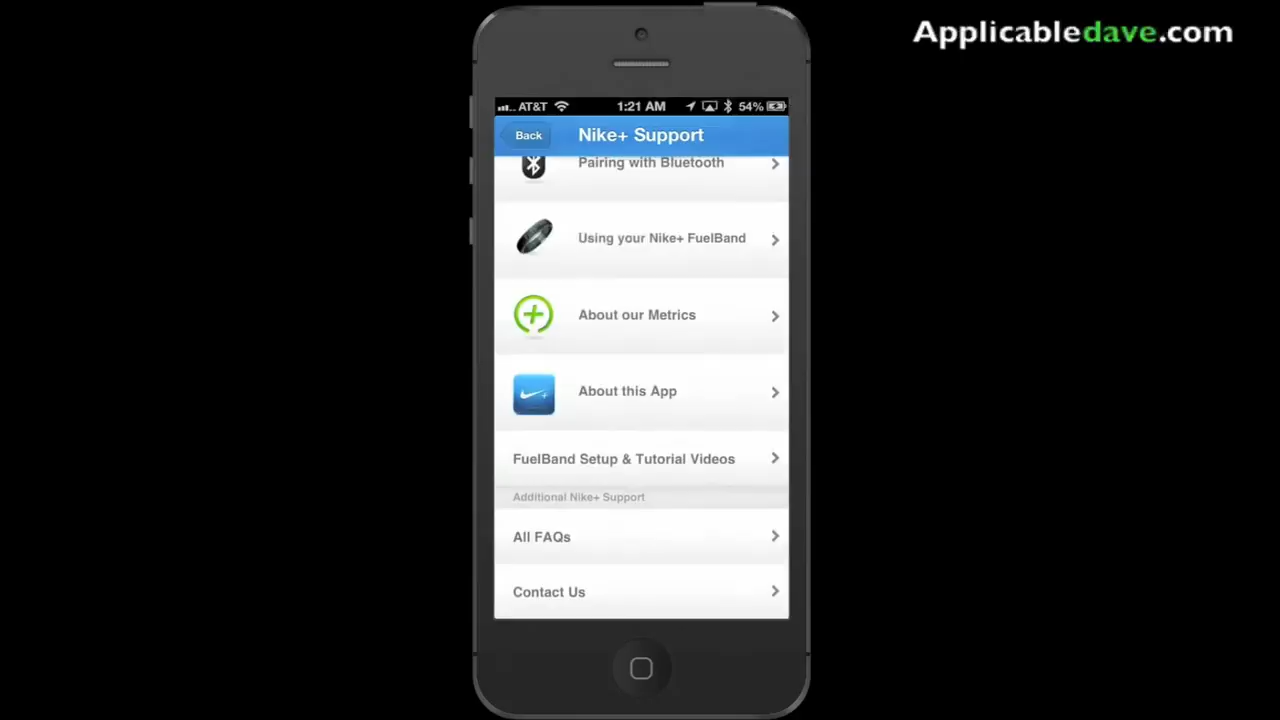 Applicabledave.com
AT&T 1:21 AM 54%
Back Nike+ Support
Pairing with Bluetooth
Using your Nike+ FuelBand
About our Metrics
About this App
FuelBand Setup & Tutorial Videos
Additional Nike+ Support
All FAQs
Contact Us